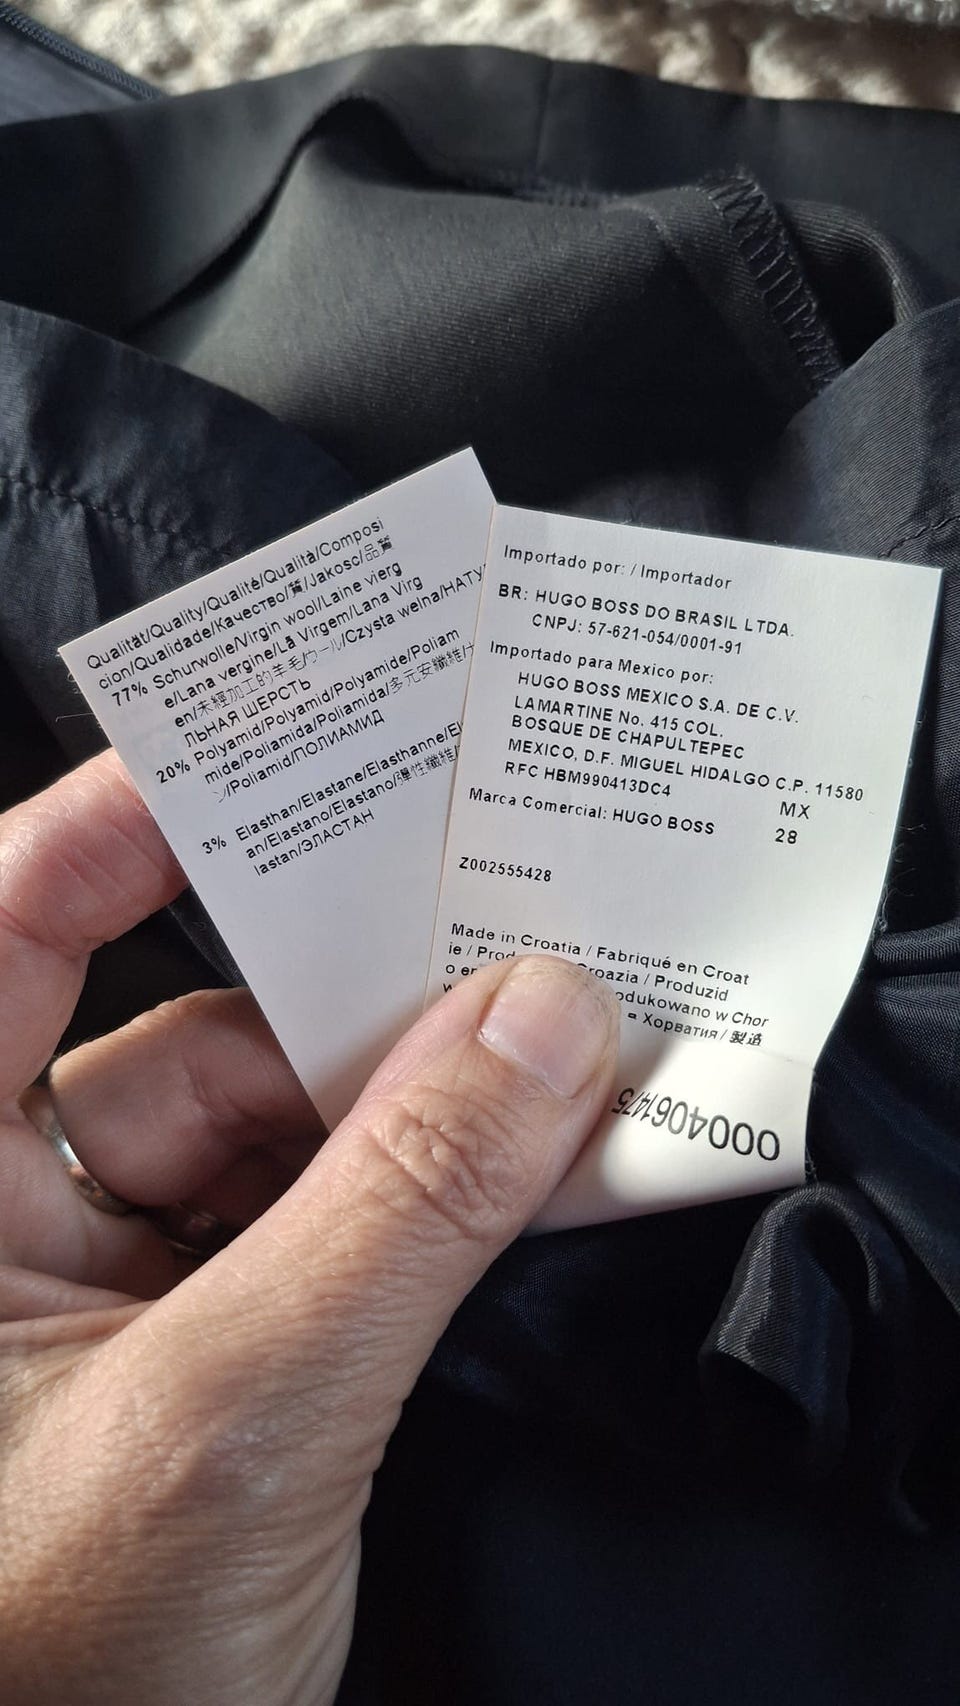 Qualität/Quality/Qualité/Qualità/Composi
cion/Qualidade/Качество/質/Jakosc/品質
77% Schurwolle/Virgin wool/Laine vierg
e/Lana vergine/Lã Virgem/Lana Virg
en/未經加工的羊毛/ウール/Czysta welna/НАТУ
ЛЬНАЯ ШЕРСТЬ
20% Polyamid/Polyamid/Polyamide/Poliam
mide/Poliamida/Poliamida/多元安纖維/
/Poliamid/ПОЛИАМИД
3% Elasthan/Elastane/Elasthanne/El
an/Elastano/Elastano/彈性纖維/
lastan/ЭЛАСТАН
Importado por: / Importador
BR: HUGO BOSS DO BRASIL LTDA.
CNPJ: 57-621-054/0001-91
Importado para Mexico por:
HUGO BOSS MEXICO S.A. DE C.V.
LAMARTINE No. 415 COL.
BOSQUE DE CHAPULTEPEC
MEXICO, D.F. MIGUEL HIDALGO C.P. 11580
RFC HBM990413DC4
MX
Marca Comercial: HUGO BOSS
28
Z002555428
Made in Croatia / Fabriqué en Croat
ie / Prod roazia / Produzid
o en odukowano w Chor
w Хорватия / 製造
0004061475